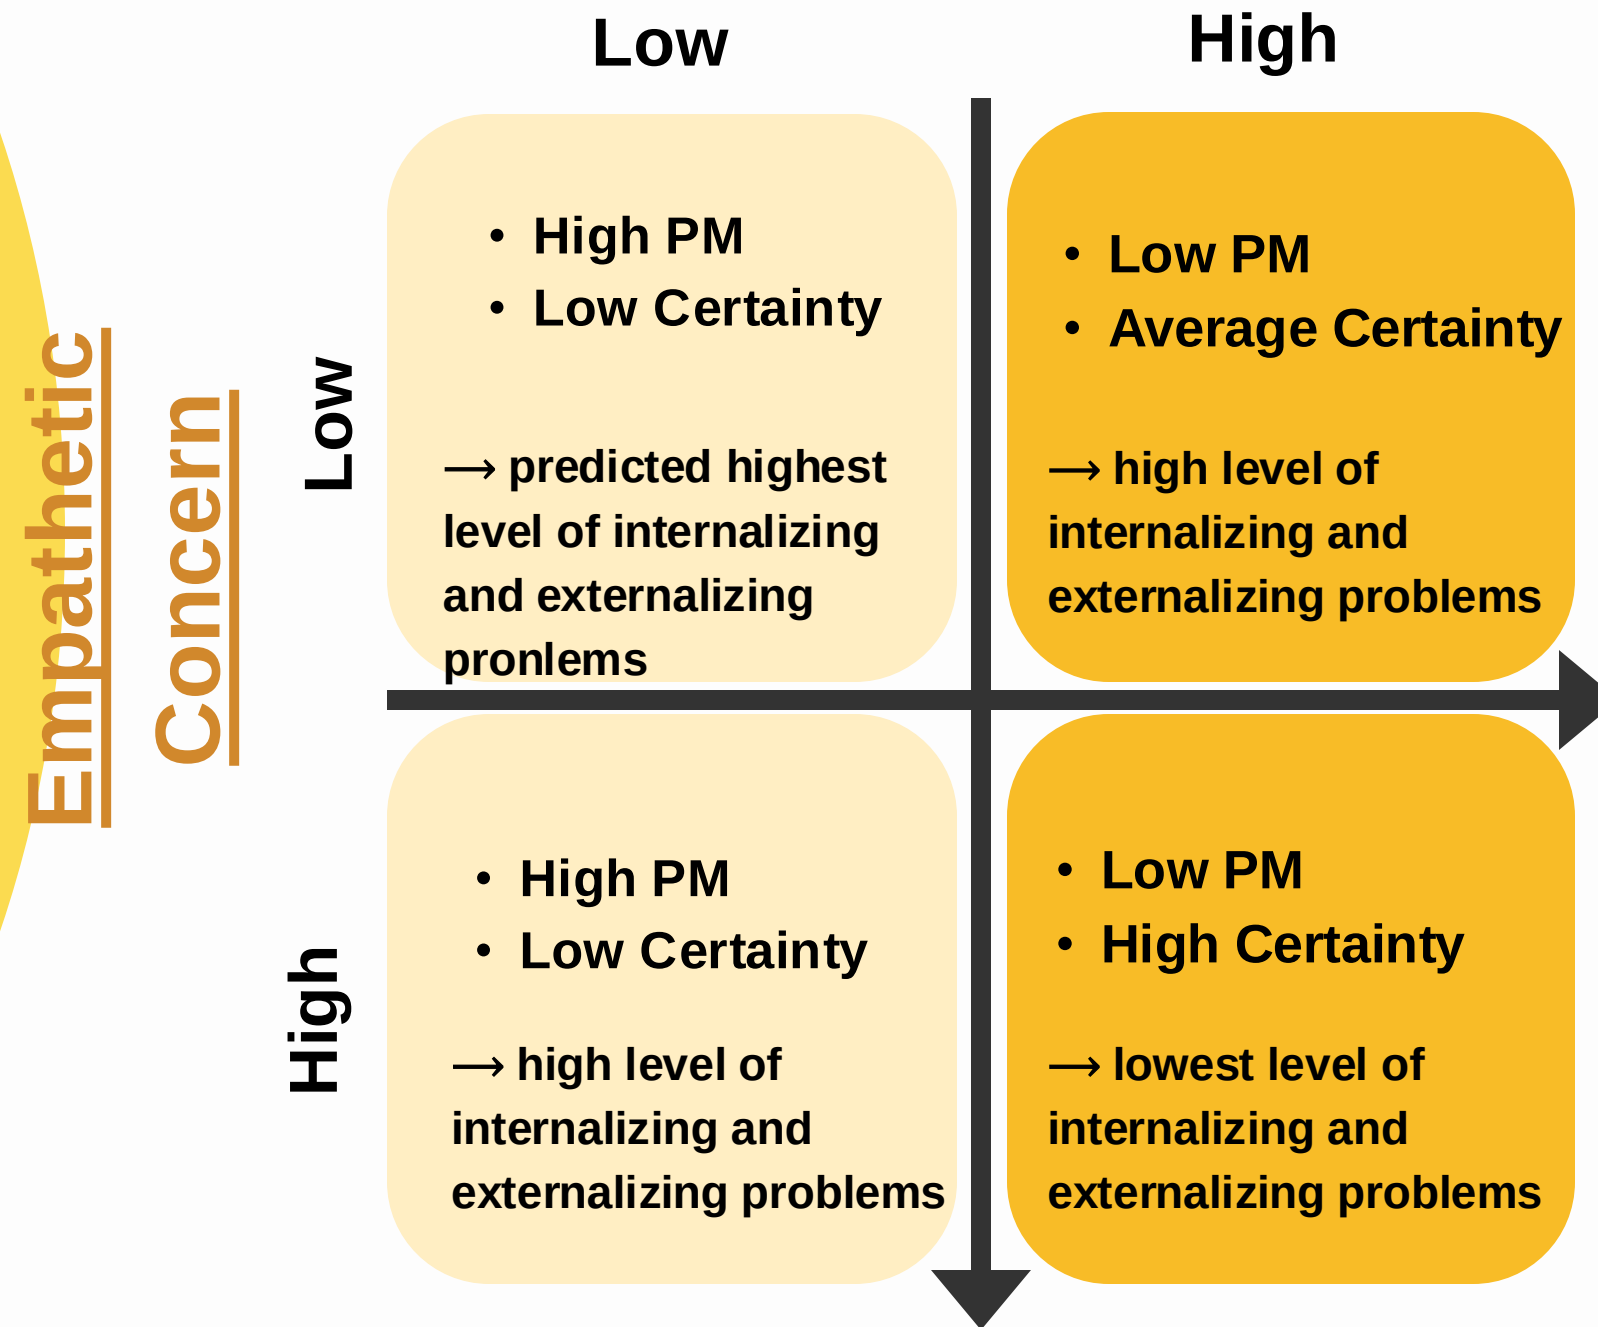 Low
High
Empathetic
Concern
Low
• High PM
• Low Certainty
⟶ predicted highest
level of internalizing
and externalizing
pronlems
• Low PM
• Average Certainty
⟶ high level of
internalizing and
externalizing problems
High
• High PM
• Low Certainty
⟶ high level of
internalizing and
externalizing problems
• Low PM
• High Certainty
⟶ lowest level of
internalizing and
externalizing problems